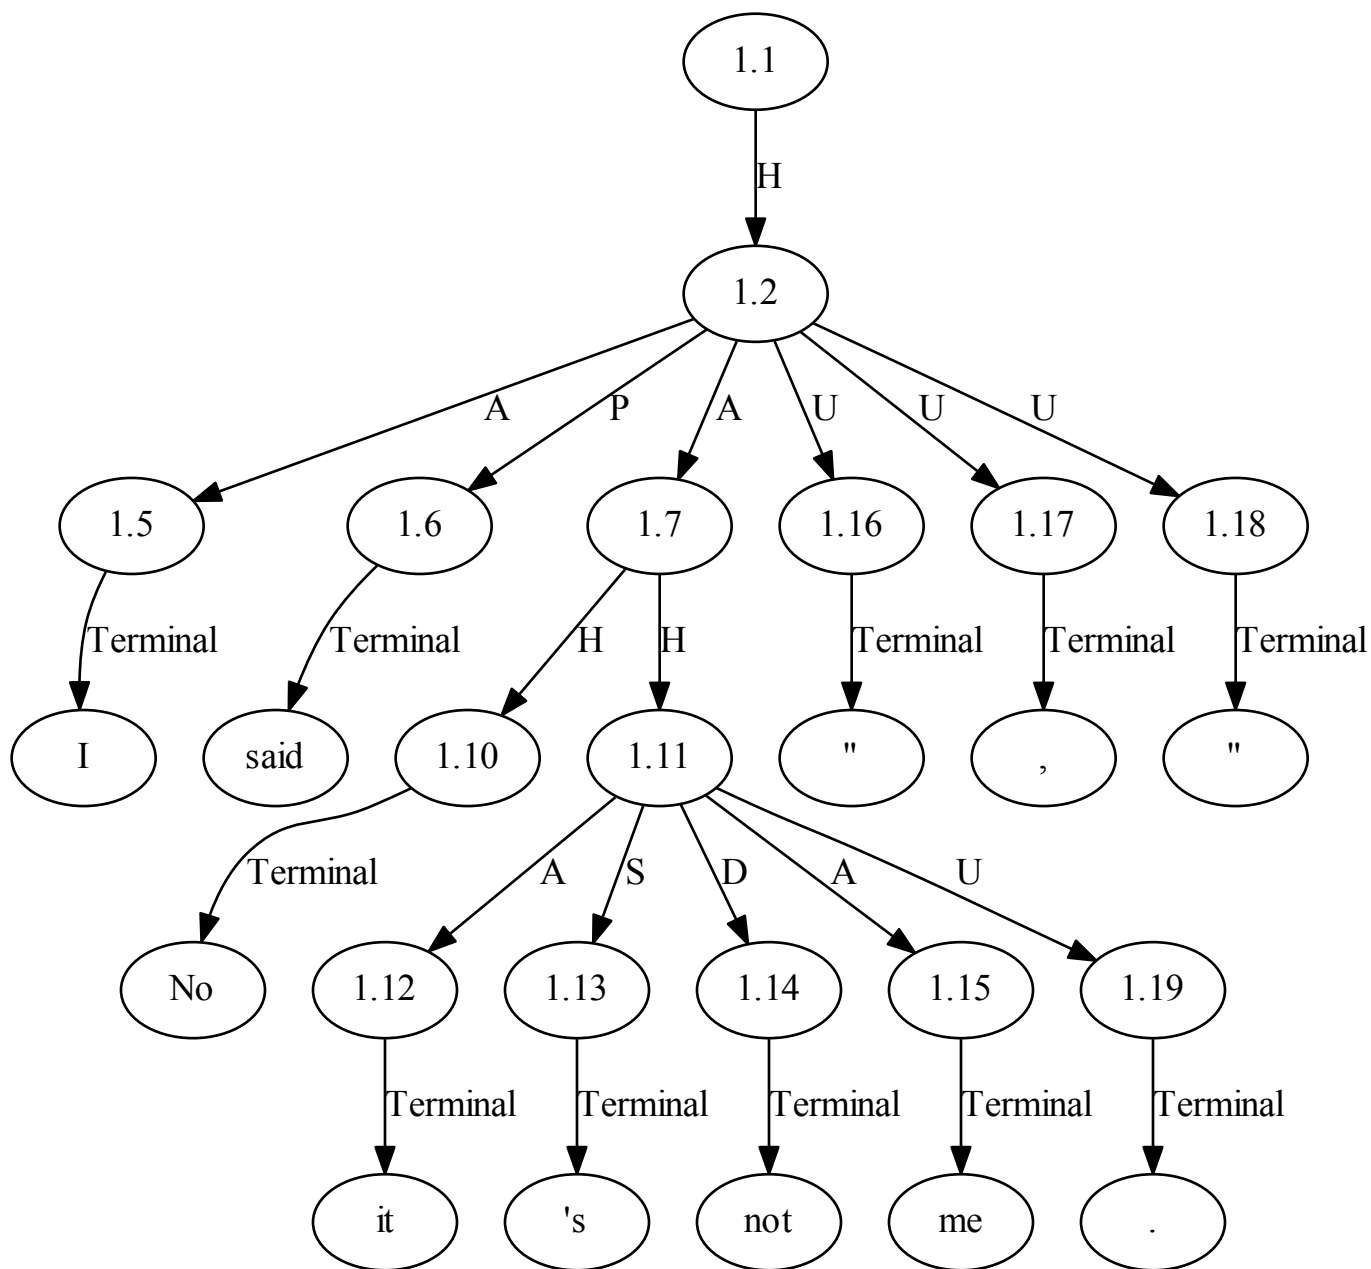 1.1
H
1.2
A P A U U U
1.5 1.6 1.7 1.16 1.17 1.18
Terminal Terminal H H Terminal Terminal Terminal
I said 1.10 1.11 " , "
Terminal A S D A U
No 1.12 1.13 1.14 1.15 1.19
Terminal Terminal Terminal Terminal Terminal
it 's not me .